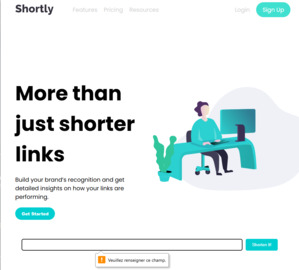 Shortly
Features Pricing Resources
Login Sign Up
More than
just shorter
links
Build your brand's recognition and get
detailed insights on how your links are
performing.
Get Started
Shorten It!
Veuillez renseigner ce champ.